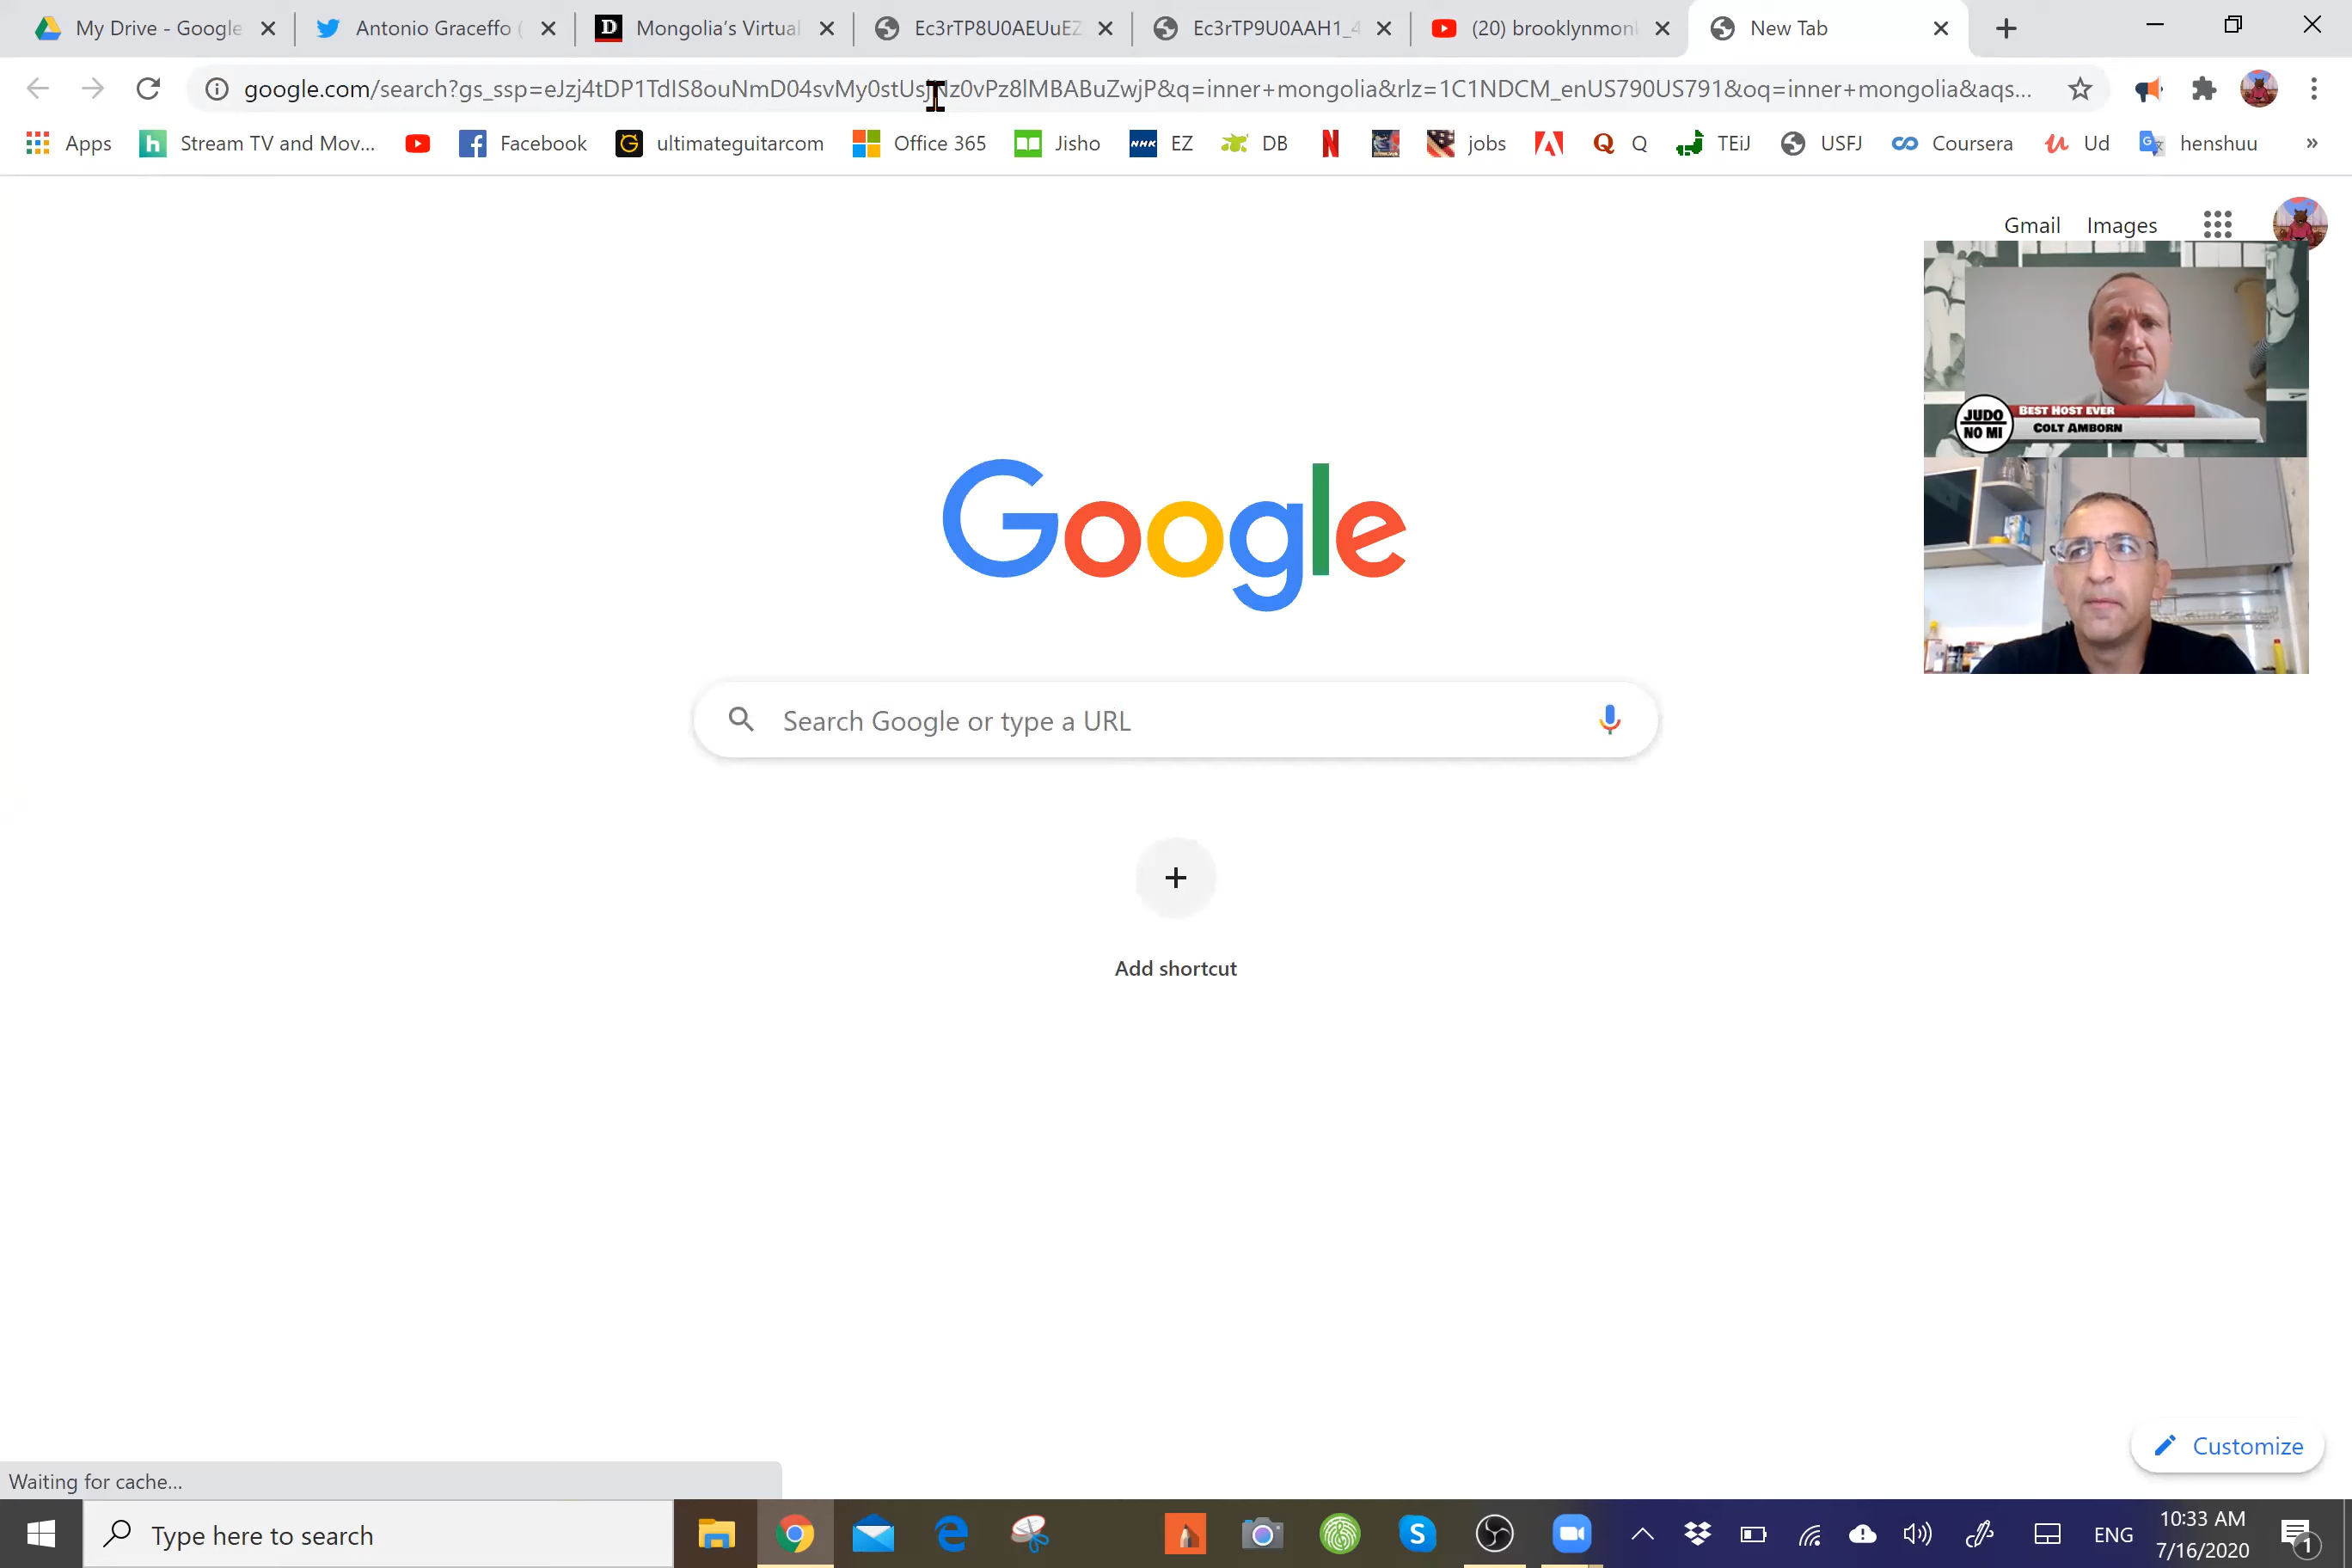 My Drive - Google
Antonio Graceffo (
Mongolia's Virtual
Ec3rTP8U0AEUuEZ
Ec3rTP9U0AAH1_4
(20) brooklynmonk
New Tab
google.com/search?gs_ssp=eJzj4tDP1TdIS8ouNmD04svMy0stUsjNz0vPz8lMBABuZwjP&q=inner+mongolia&rlz=1C1NDCM_enUS790US791&oq=inner+mongolia&aqs...
Apps
Stream TV and Mov...
Facebook
ultimateguitarcom
Office 365
Jisho
NHK EZ
DB
jobs
Q
TEiJ
USFJ
Coursera
Ud
henshuu
»
Gmail
Images
JUDO
NO MI
BEST HOST EVER
COLT AMBORN
Google
Search Google or type a URL
Add shortcut
Customize
Waiting for cache...
Type here to search
ENG
10:33 AM
7/16/2020
1